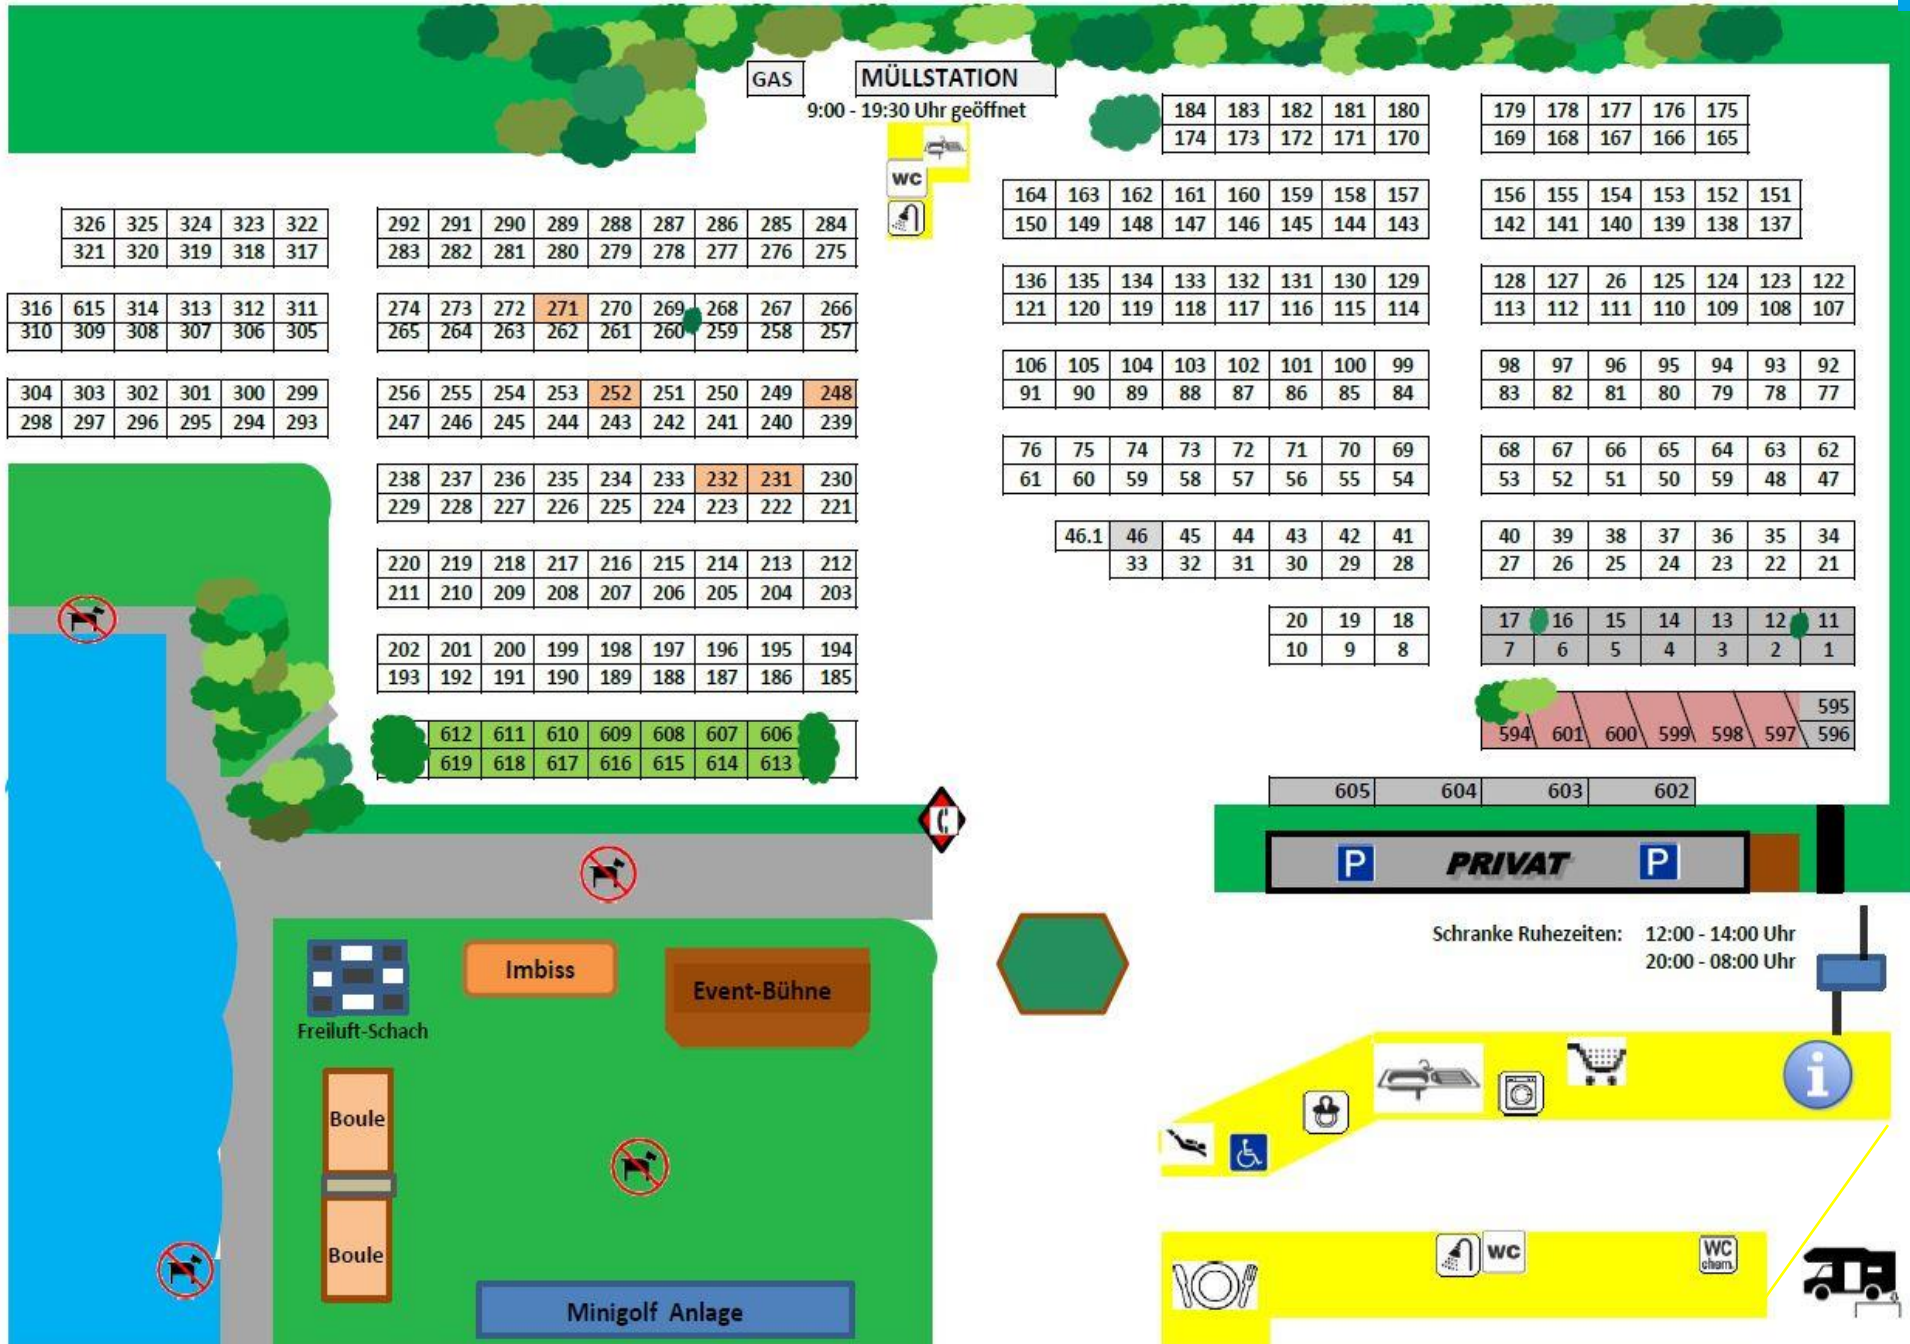 GAS MÜLLSTATION
9:00 - 19:30 Uhr geöffnet
WC
184 183 182 181 180
174 173 172 171 170
179 178 177 176 175
169 168 167 166 165
164 163 162 161 160 159 158 157
150 149 148 147 146 145 144 143
156 155 154 153 152 151
142 141 140 139 138 137
326 325 324 323 322
321 320 319 318 317
292 291 290 289 288 287 286 285 284
283 282 281 280 279 278 277 276 275
136 135 134 133 132 131 130 129
121 120 119 118 117 116 115 114
128 127 26 125 124 123 122
113 112 111 110 109 108 107
316 615 314 313 312 311
310 309 308 307 306 305
274 273 272 271 270 269 268 267 266
265 264 263 262 261 260 259 258 257
106 105 104 103 102 101 100 99
91 90 89 88 87 86 85 84
98 97 96 95 94 93 92
83 82 81 80 79 78 77
304 303 302 301 300 299
298 297 296 295 294 293
256 255 254 253 252 251 250 249 248
247 246 245 244 243 242 241 240 239
76 75 74 73 72 71 70 69
61 60 59 58 57 56 55 54
68 67 66 65 64 63 62
53 52 51 50 59 48 47
238 237 236 235 234 233 232 231 230
229 228 227 226 225 224 223 222 221
46.1 46 45 44 43 42 41
33 32 31 30 29 28
40 39 38 37 36 35 34
27 26 25 24 23 22 21
220 219 218 217 216 215 214 213 212
211 210 209 208 207 206 205 204 203
20 19 18
10 9 8
17 16 15 14 13 12 11
7 6 5 4 3 2 1
202 201 200 199 198 197 196 195 194
193 192 191 190 189 188 187 186 185
595
594 601 600 599 598 597 596
612 611 610 609 608 607 606
619 618 617 616 615 614 613
605 604 603 602
P PRIVAT P
Schranke Ruhezeiten: 12:00 - 14:00 Uhr
20:00 - 08:00 Uhr
Imbiss
Event-Bühne
Freiluft-Schach
i
Boule
Boule
Minigolf Anlage
WC
WC
chem.